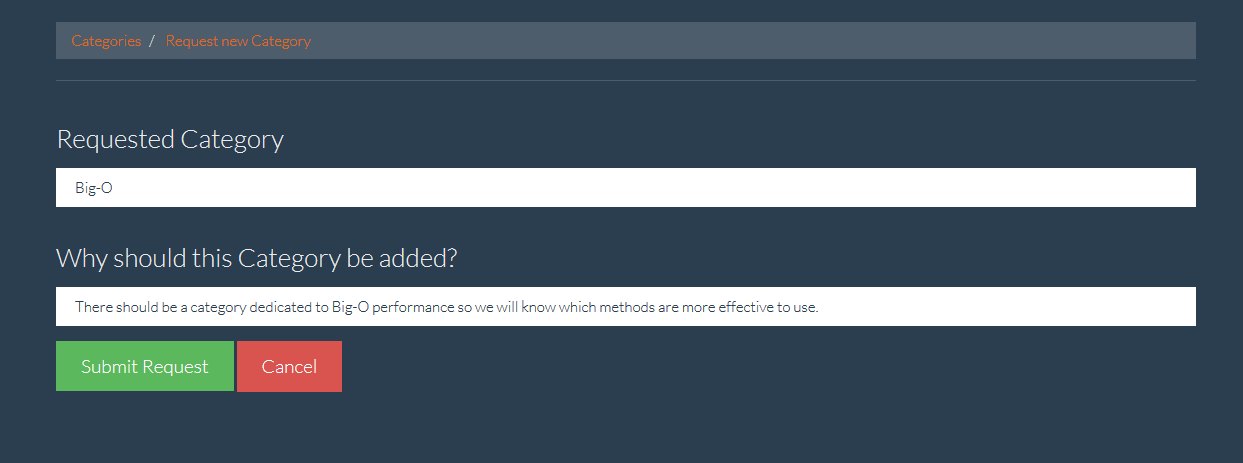 Categories / Request new Category
Requested Category
Big-O
Why should this Category be added?
There should be a category dedicated to Big-O performance so we will know which methods are more effective to use.
Submit Request Cancel